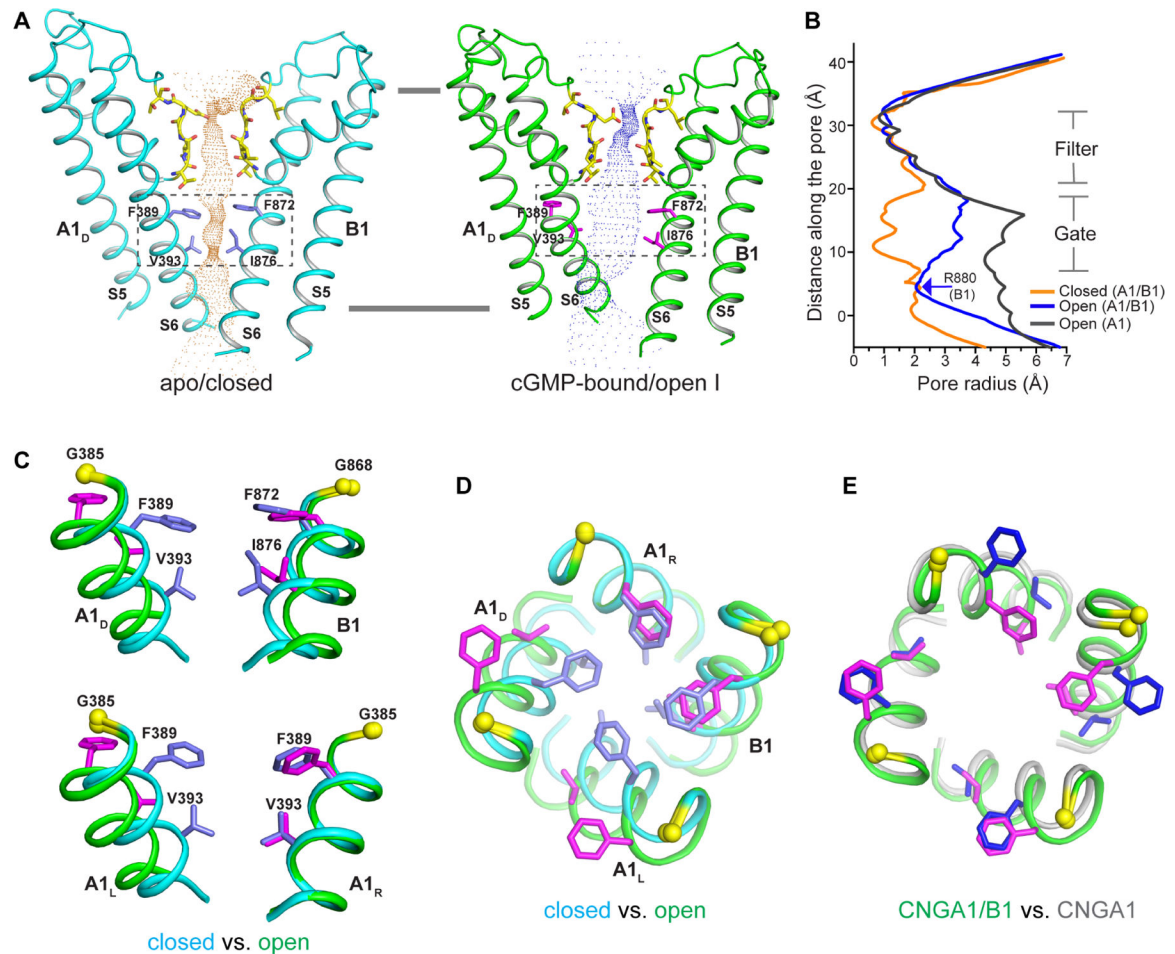 A
F389
F872
A1D
V393
I876
B1
S5
S6
S6
S5
apo/closed
F389
F872
A1D
V393
I876
B1
S5
S6
S6
S5
cGMP-bound/open I
B
Distance along the pore (Å)
40
30
20
10
0
Filter
Gate
R880
(B1)
Closed (A1/B1)
Open (A1/B1)
Open (A1)
0 1 2 3 4 5 6 7
Pore radius (Å)
C
G385
F389
V393
A1D
G868
F872
I876
B1
G385
F389
V393
A1L
G385
F389
V393
A1R
closed vs. open
D
A1R
A1D
B1
A1L
closed vs. open
E
CNGA1/B1 vs. CNGA1